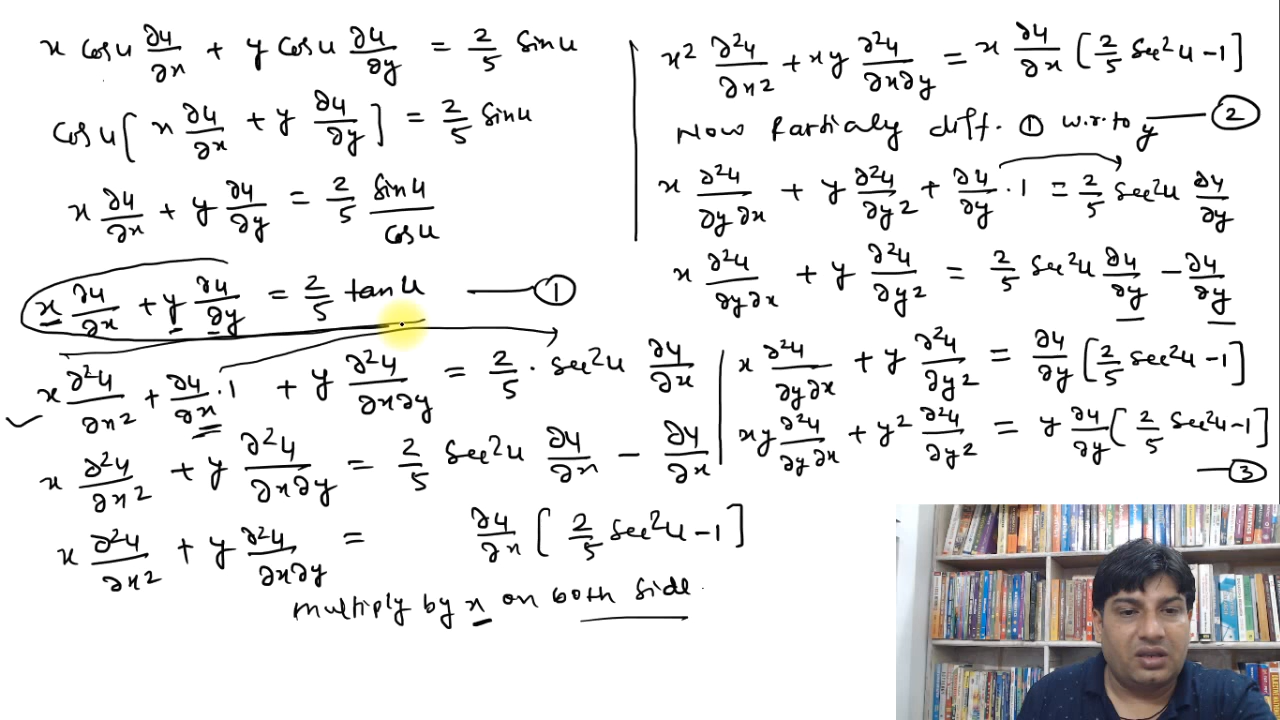 x cos u ∂u/∂x + y cos u ∂u/∂y = 2/5 sin u
cos u [ x ∂u/∂x + y ∂u/∂y ] = 2/5 sin u
x ∂u/∂x + y ∂u/∂y = 2/5 sin u/cos u
x ∂u/∂x + y ∂u/∂y = 2/5 tan u — ①
x ∂²u/∂x² + ∂u/∂x · 1 + y ∂²u/∂x∂y = 2/5 · sec²u ∂u/∂x
x ∂²u/∂x² + y ∂²u/∂x∂y = 2/5 sec²u ∂u/∂x − ∂u/∂x
x ∂²u/∂x² + y ∂²u/∂x∂y = ∂u/∂x [ 2/5 sec²u − 1 ]
multiply by x on both side.
x² ∂²u/∂x² + xy ∂²u/∂x∂y = x ∂u/∂x [ 2/5 sec²u − 1 ]
Now Partialy diff. ① w.r.to y — ②
x ∂²u/∂y∂x + y ∂²u/∂y² + ∂u/∂y · 1 = 2/5 sec²u ∂u/∂y
x ∂²u/∂y∂x + y ∂²u/∂y² = 2/5 sec²u ∂u/∂y − ∂u/∂y
x ∂²u/∂y∂x + y ∂²u/∂y² = ∂u/∂y [ 2/5 sec²u − 1 ]
xy ∂²u/∂y∂x + y² ∂²u/∂y² = y ∂u/∂y [ 2/5 sec²u − 1 ]
— ③